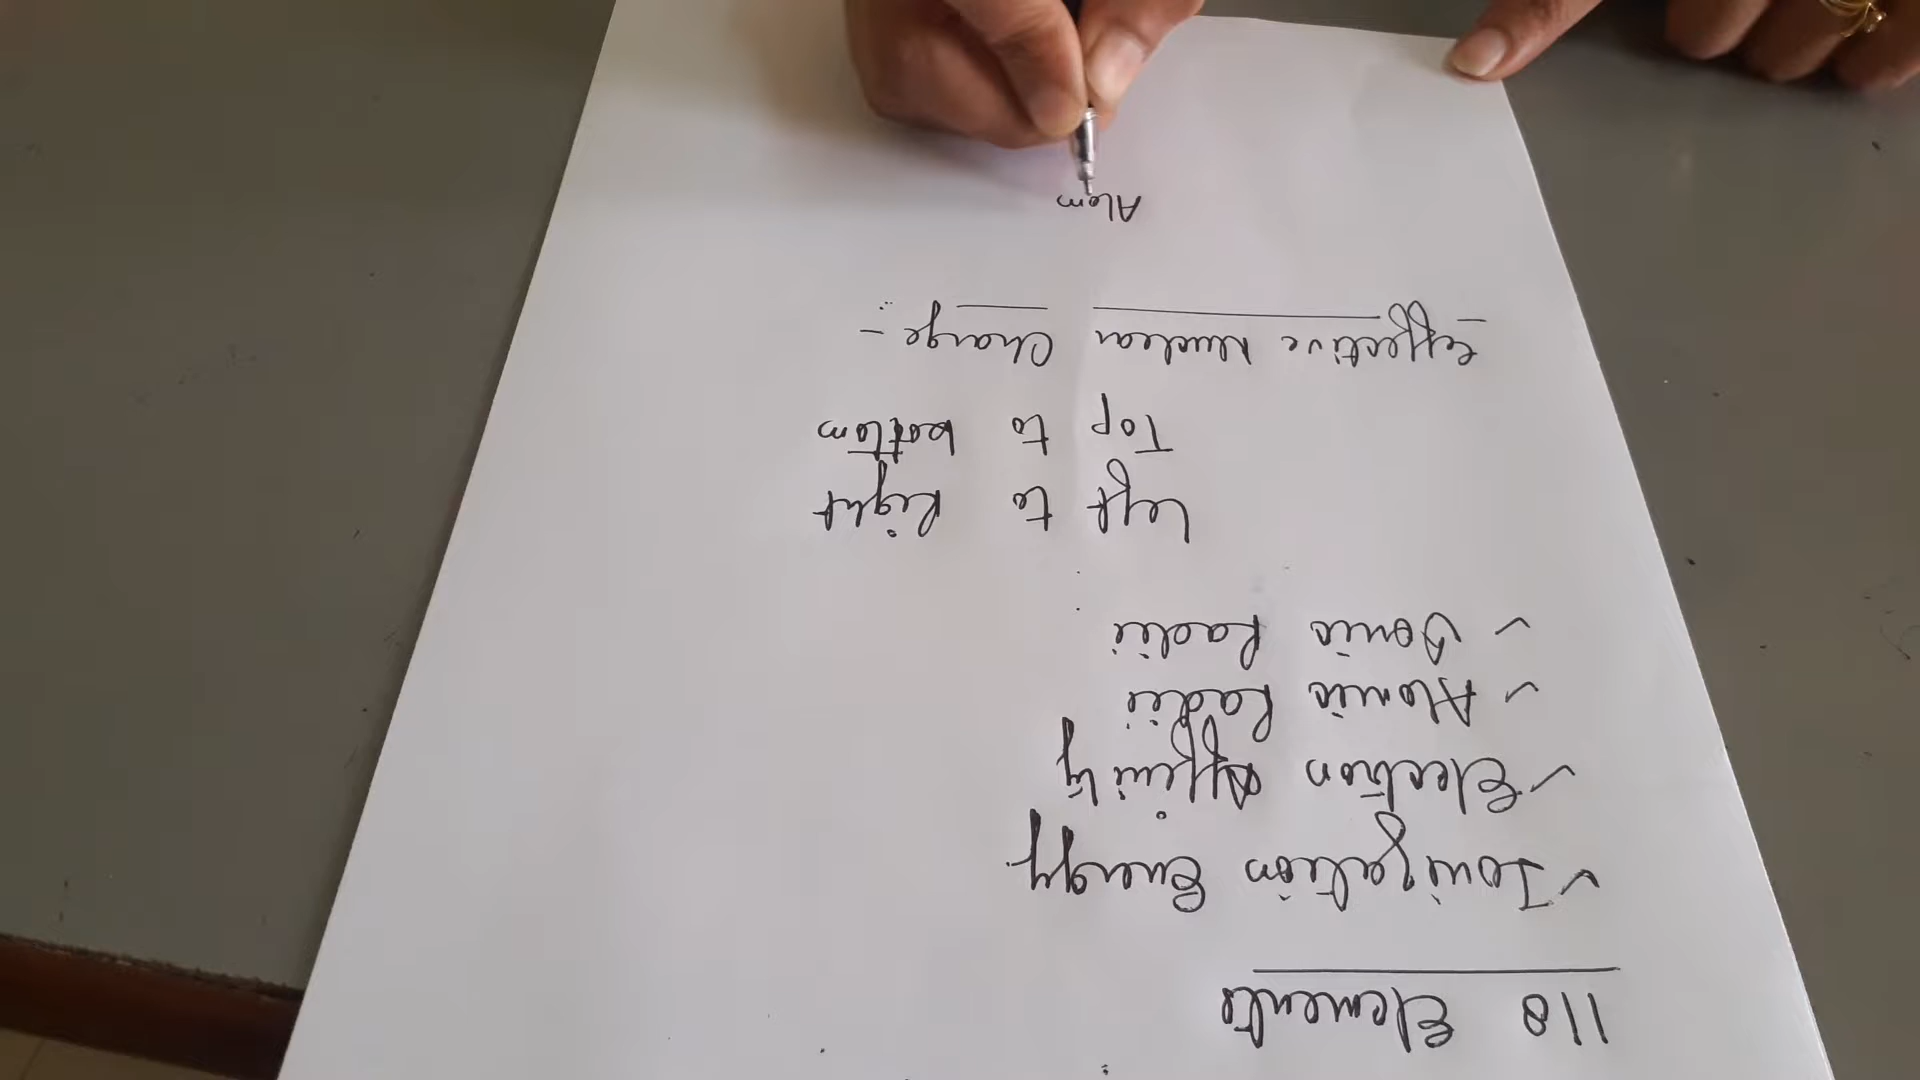 118 Elements
✓ Ionization Energy
✓ Electron Affinity
✓ Atomic Radii
✓ Ionic Radii
Left to Right
Top to bottom
Effective Nuclear Charge :-
Atom